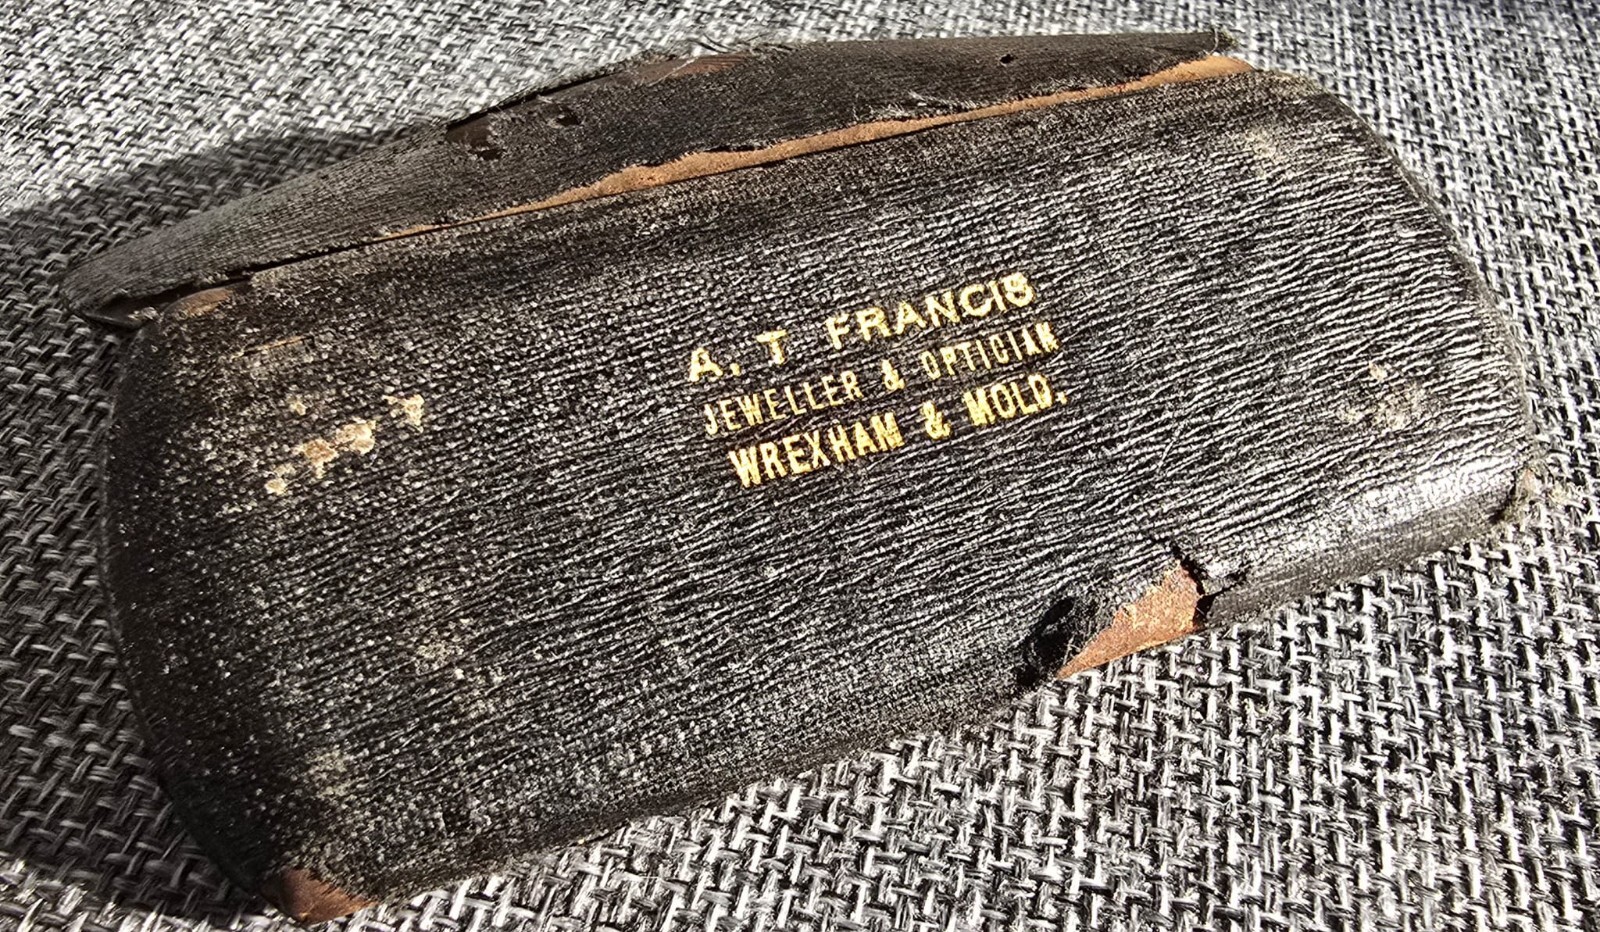 A. T FRANCIS
JEWELLER & OPTICIAN
WREXHAM & MOLD.